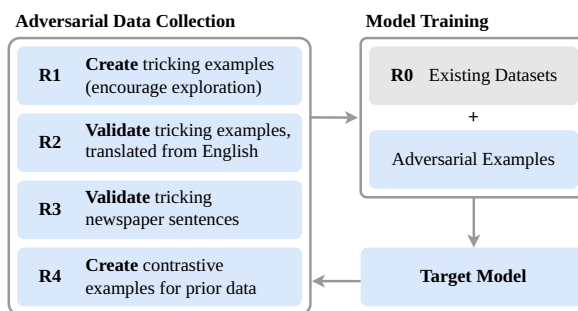 Adversarial Data Collection
R1 Create tricking examples
(encourage exploration)
R2 Validate tricking examples,
translated from English
R3 Validate tricking
newspaper sentences
R4 Create contrastive
examples for prior data
Model Training
R0 Existing Datasets
+
Adversarial Examples
Target Model